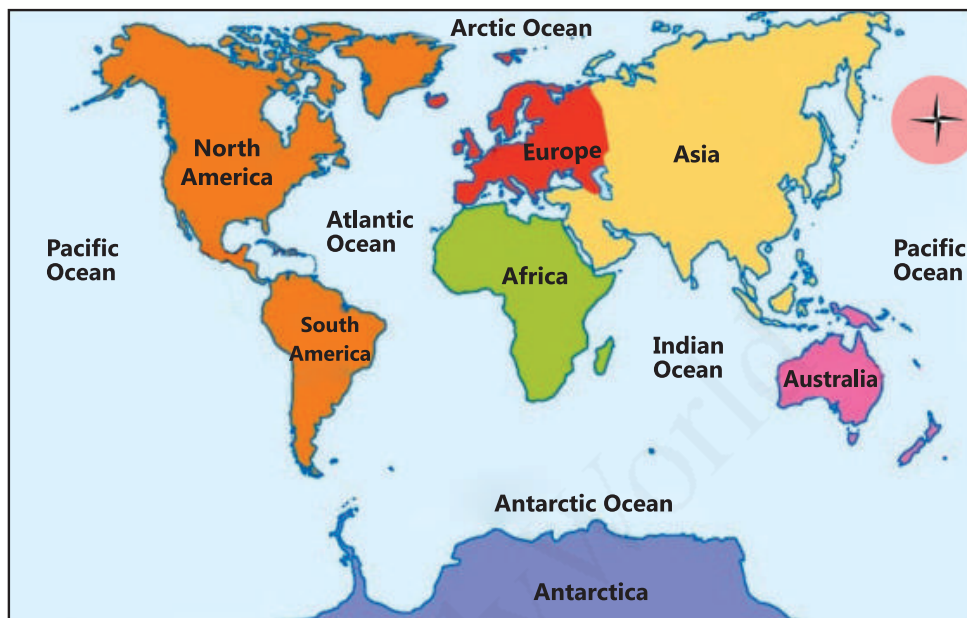 Arctic Ocean
North
America
Europe
Asia
Atlantic
Ocean
Pacific
Ocean
Pacific
Ocean
Africa
South
America
Indian
Ocean
Australia
Antarctic Ocean
Antarctica